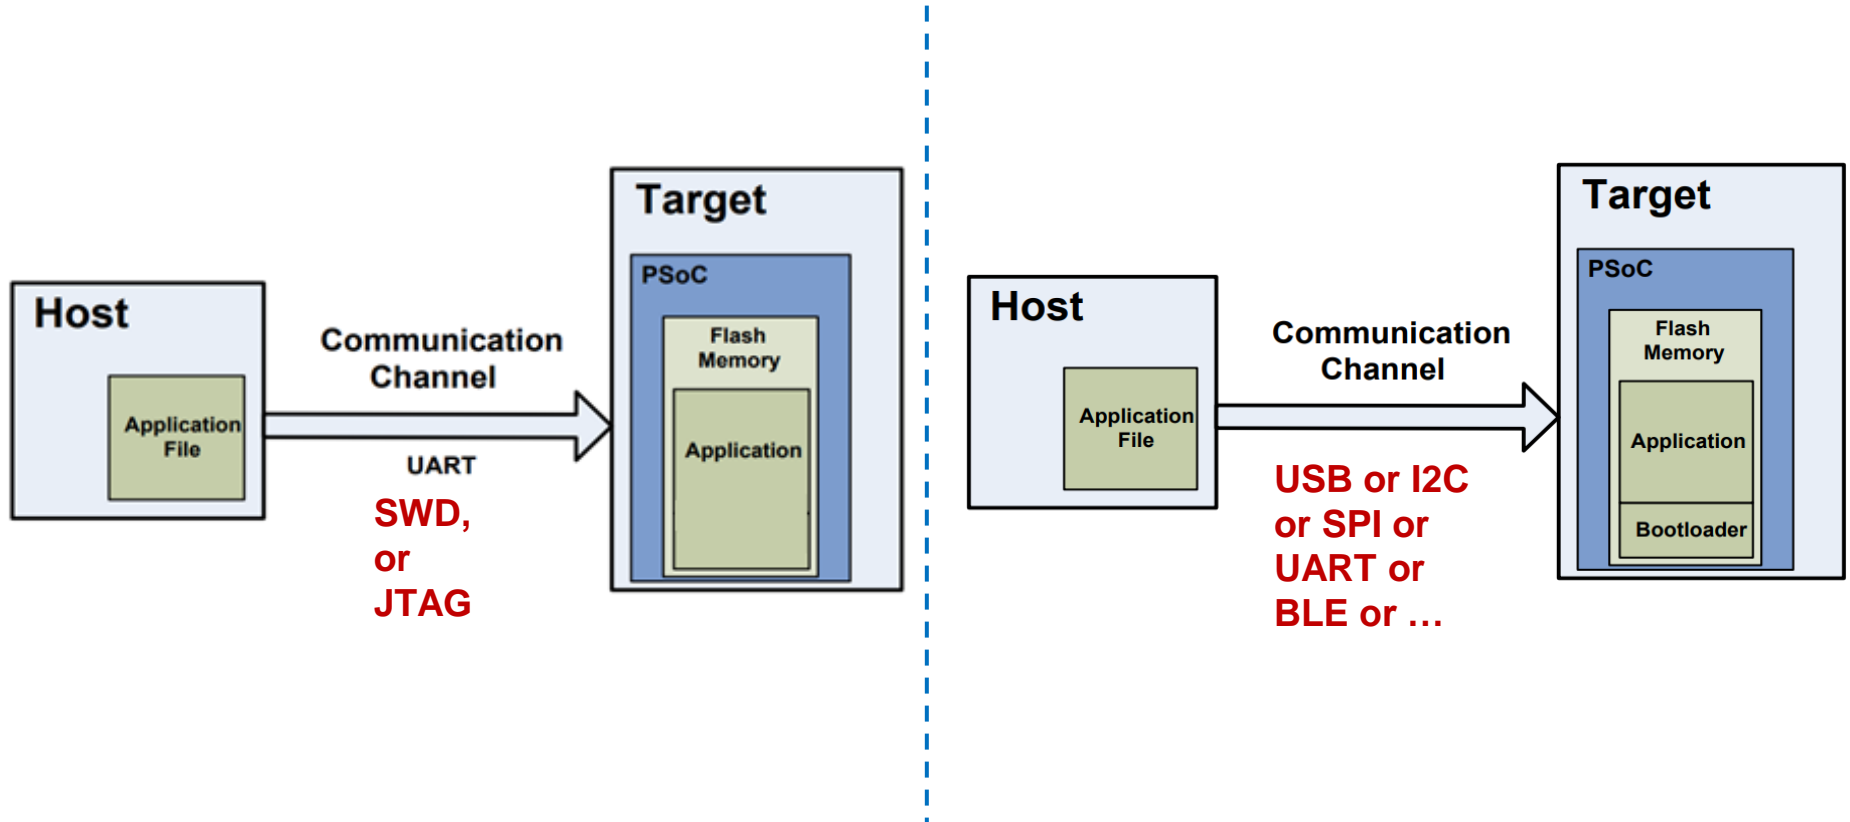 Host
Application
File
Communication
Channel
UART
SWD,
or
JTAG
Target
PSoC
Flash
Memory
Application
Host
Application
File
Communication
Channel
USB or I2C
or SPI or
UART or
BLE or …
Target
PSoC
Flash
Memory
Application
Bootloader